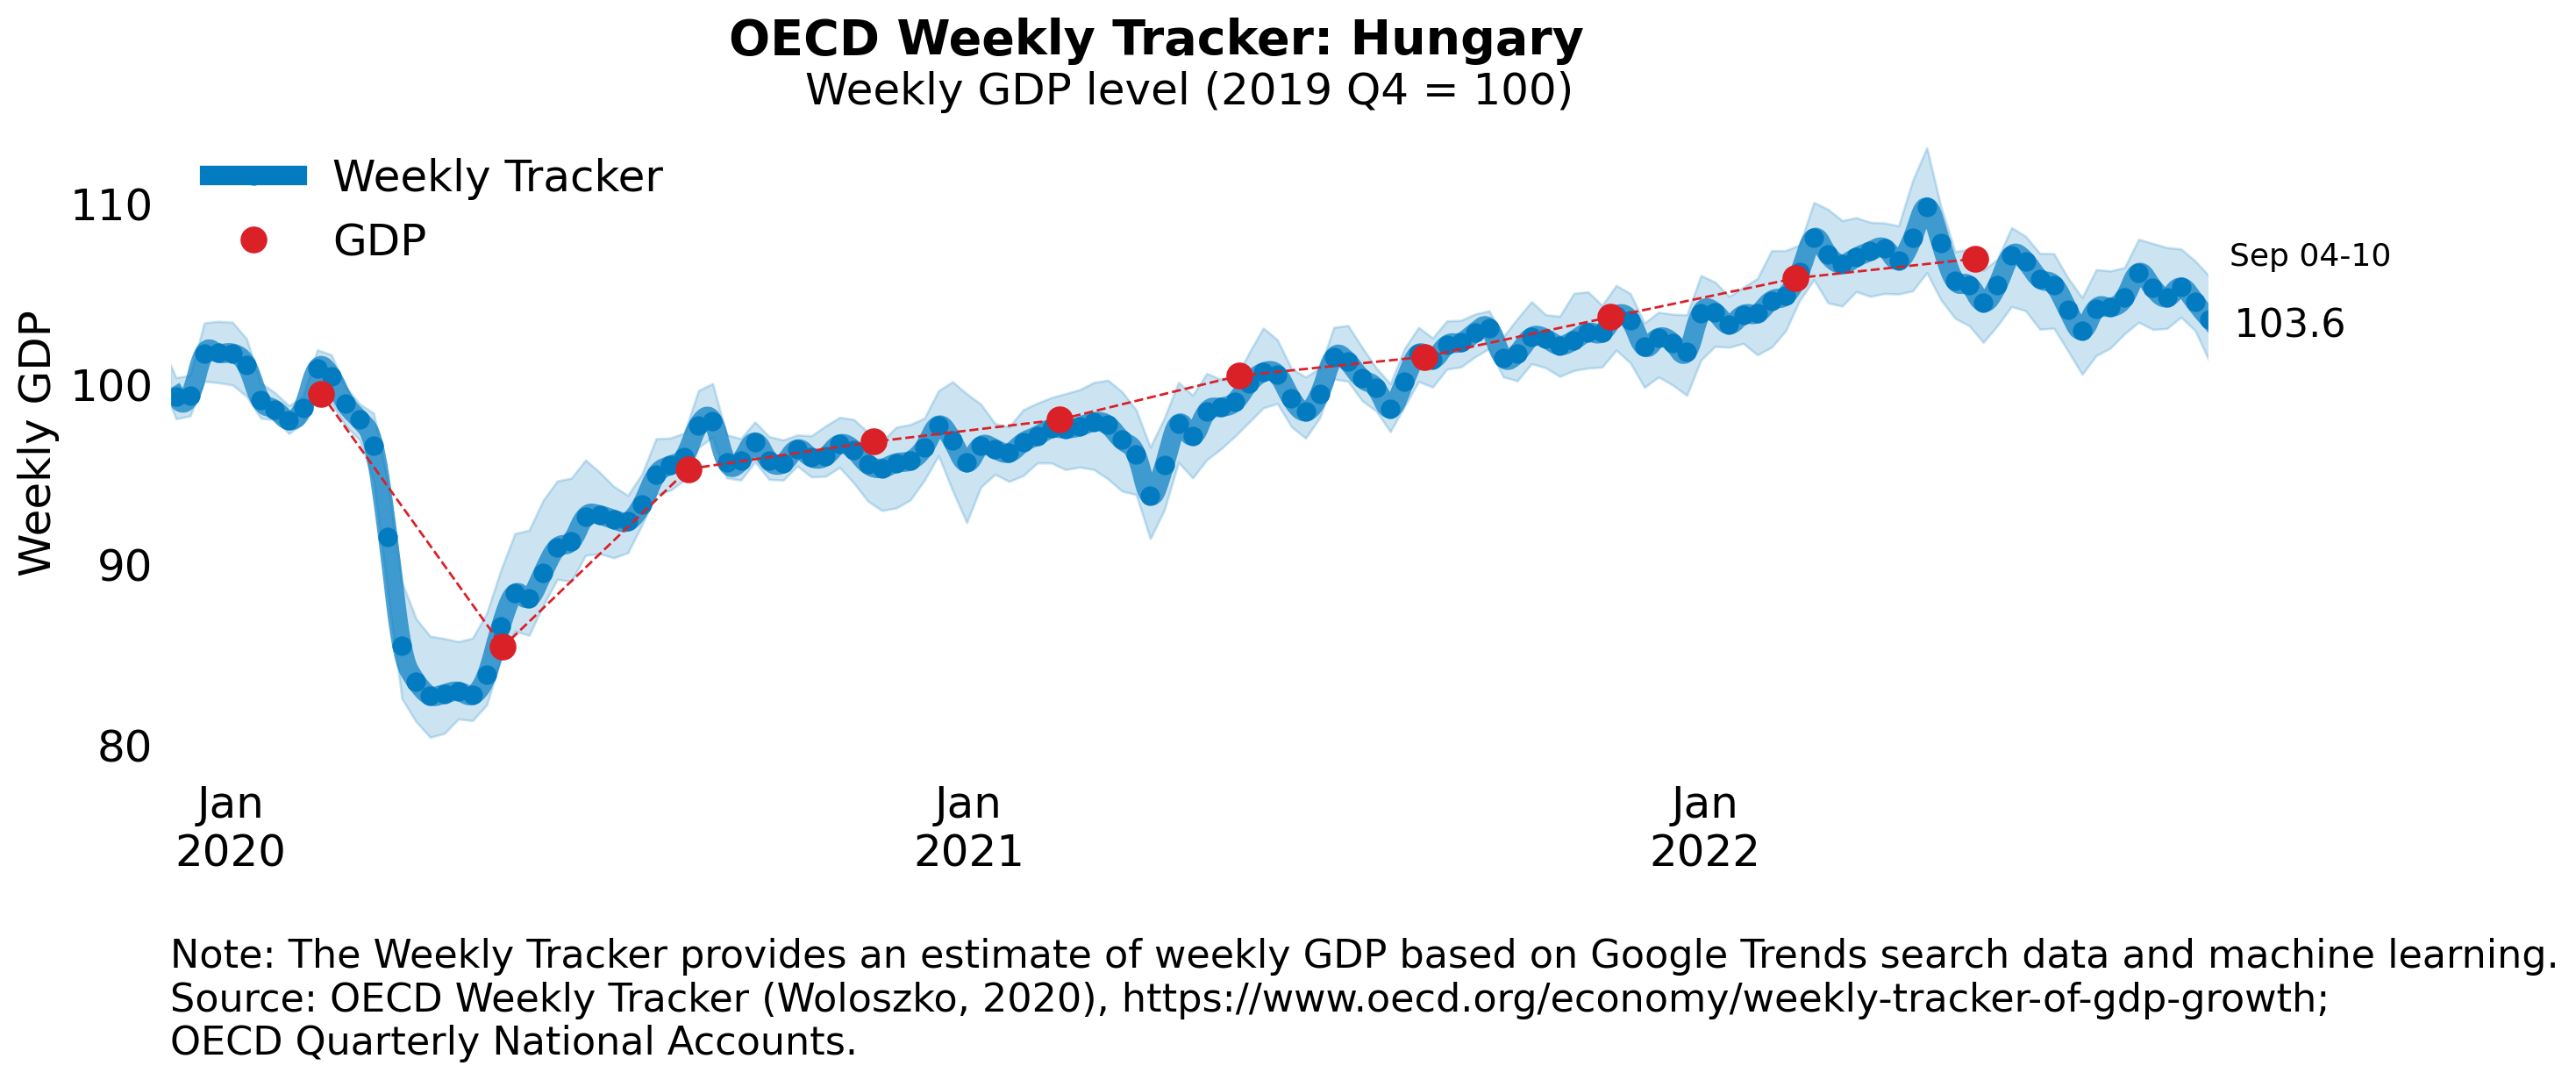 OECD Weekly Tracker: Hungary
Weekly GDP level (2019 Q4 = 100)
Weekly Tracker
GDP
Weekly GDP
110
100
90
80
Sep 04-10
103.6
Jan
2020
Jan
2021
Jan
2022
Note: The Weekly Tracker provides an estimate of weekly GDP based on Google Trends search data and machine learning.
Source: OECD Weekly Tracker (Woloszko, 2020), https://www.oecd.org/economy/weekly-tracker-of-gdp-growth;
OECD Quarterly National Accounts.